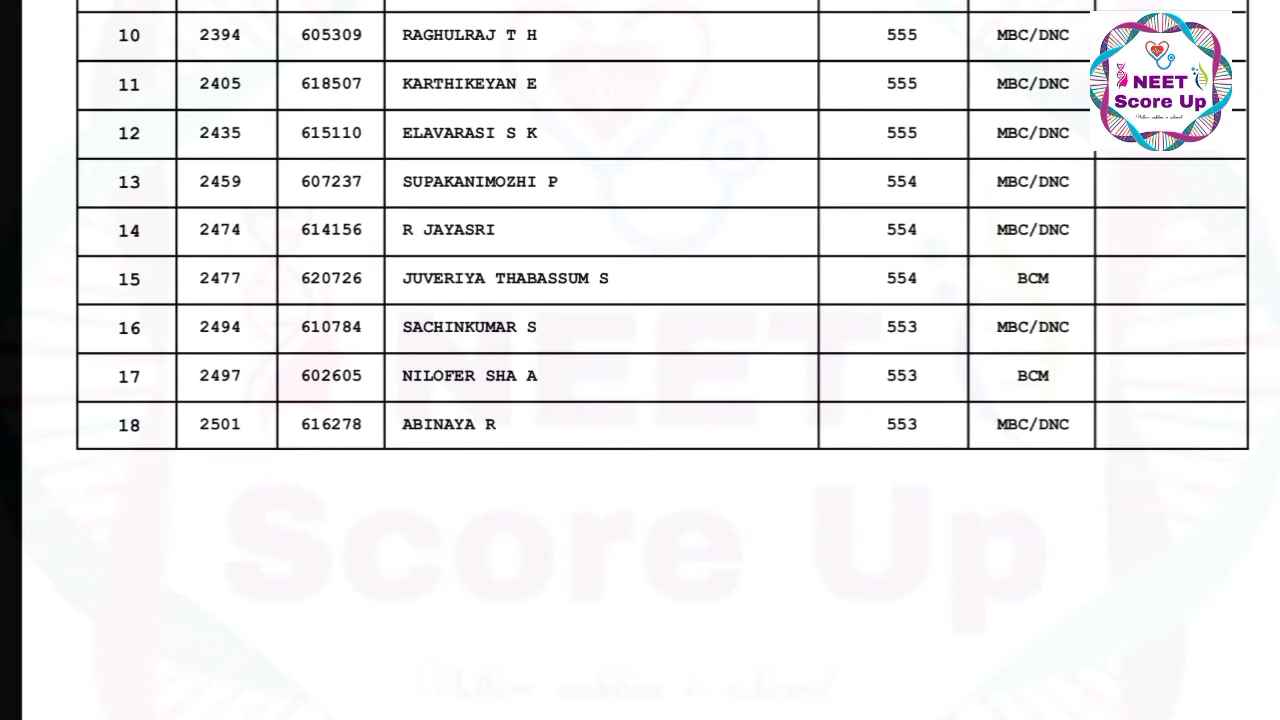 10 2394 605309 RAGHULRAJ T H 555 MBC/DNC
11 2405 618507 KARTHIKEYAN E 555 MBC/DNC
12 2435 615110 ELAVARASI S K 555 MBC/DNC
13 2459 607237 SUPAKANIMOZHI P 554 MBC/DNC
14 2474 614156 R JAYASRI 554 MBC/DNC
15 2477 620726 JUVERIYA THABASSUM S 554 BCM
16 2494 610784 SACHINKUMAR S 553 MBC/DNC
17 2497 602605 NILOFER SHA A 553 BCM
18 2501 616278 ABINAYA R 553 MBC/DNC
NEET
Score Up
NEET
Score Up